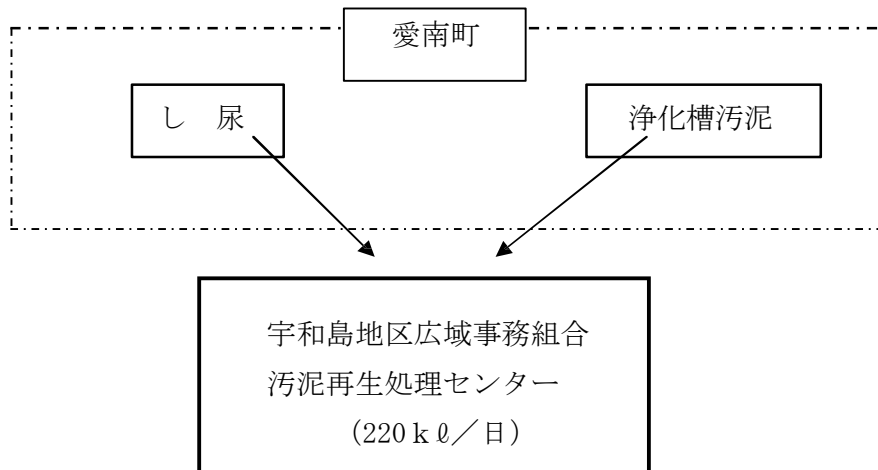 愛南町
し　尿
浄化槽汚泥
宇和島地区広域事務組合
汚泥再生処理センター
（220ｋℓ／日）